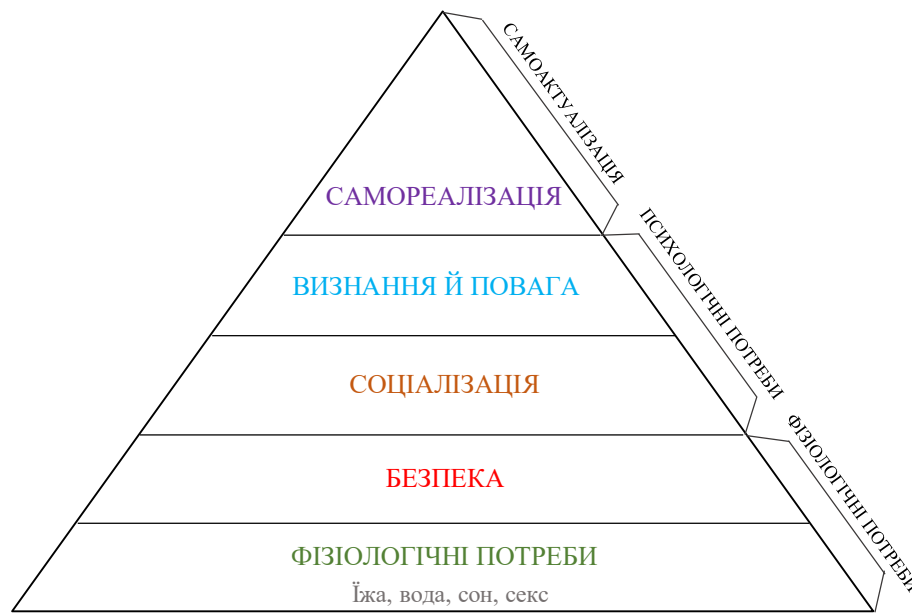 САМОАКТУАЛІЗАЦІЯ
САМОРЕАЛІЗАЦІЯ
ПСИХОЛОГІЧНІ ПОТРЕБИ
ВИЗНАННЯ Й ПОВАГА
СОЦІАЛІЗАЦІЯ
ФІЗІОЛОГІЧНІ ПОТРЕБИ
БЕЗПЕКА
ФІЗІОЛОГІЧНІ ПОТРЕБИ
Їжа, вода, сон, секс